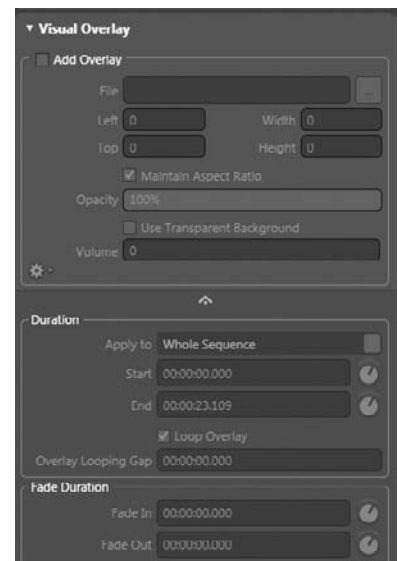 Visual Overlay
Add Overlay
File ...
Left 0 Width 0
Top 0 Height 0
Maintain Aspect Ratio
Opacity 100%
Use Transparent Background
Volume 0
Duration
Apply to Whole Sequence
Start 00:00:00.000
End 00:00:23.109
Loop Overlay
Overlay Looping Gap 00:00:00.000
Fade Duration
Fade In 00:00:00.000
Fade Out 00:00:00.000